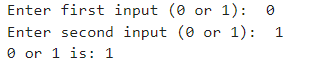 Enter first input (0 or 1):  0
Enter second input (0 or 1):  1
0 or 1 is: 1